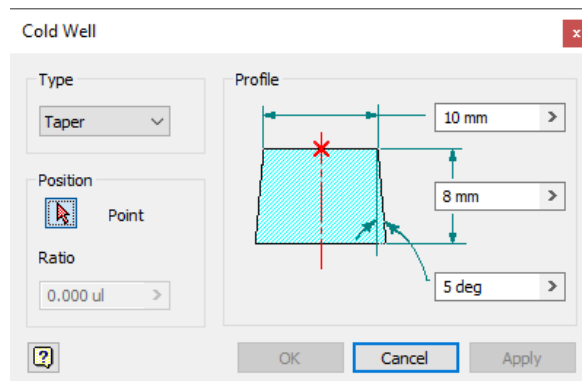 Cold Well
x
Type
Taper
Position
Point
Ratio
0.000 ul
>
Profile
10 mm
>
8 mm
>
5 deg
>
?
OK
Cancel
Apply